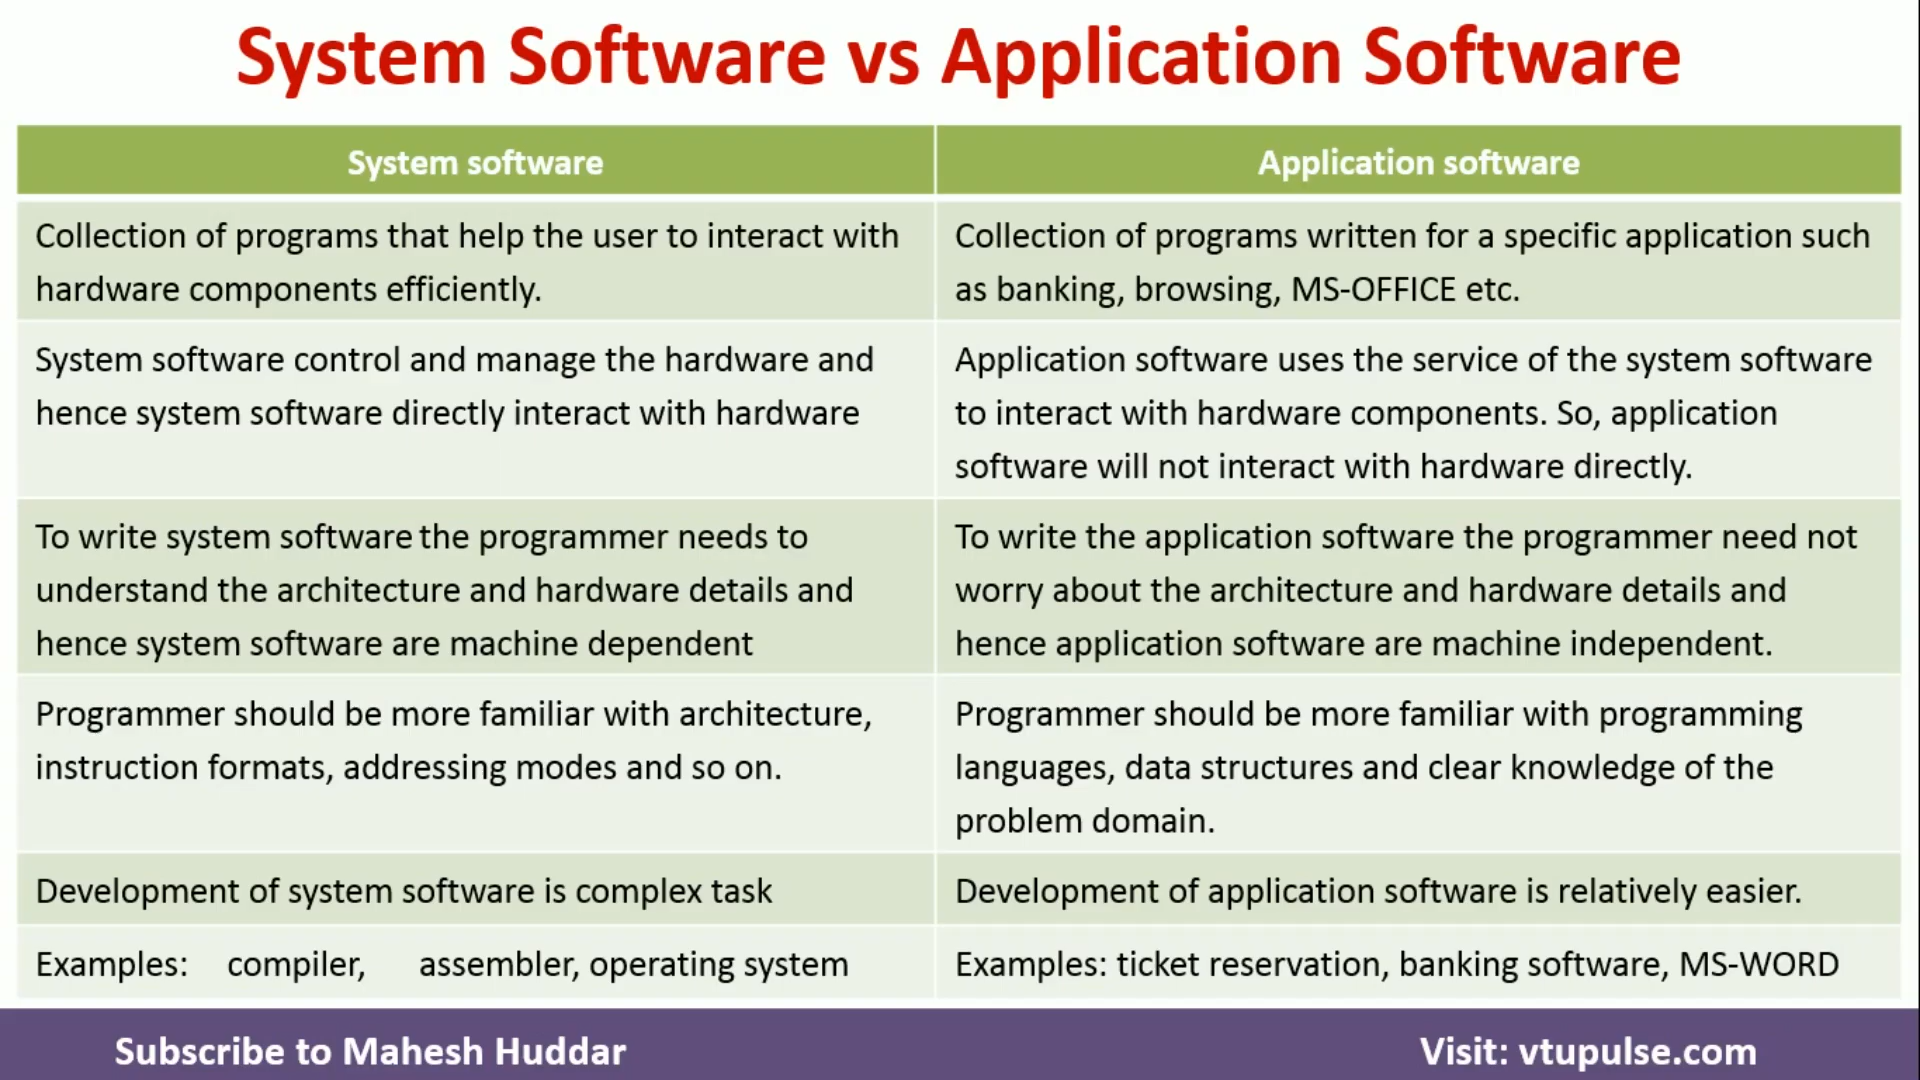 System Software vs Application Software
System software
Application software
Collection of programs that help the user to interact with
hardware components efficiently.
Collection of programs written for a specific application such
as banking, browsing, MS-OFFICE etc.
System software control and manage the hardware and
hence system software directly interact with hardware
Application software uses the service of the system software
to interact with hardware components. So, application
software will not interact with hardware directly.
To write system software the programmer needs to
understand the architecture and hardware details and
hence system software are machine dependent
To write the application software the programmer need not
worry about the architecture and hardware details and
hence application software are machine independent.
Programmer should be more familiar with architecture,
instruction formats, addressing modes and so on.
Programmer should be more familiar with programming
languages, data structures and clear knowledge of the
problem domain.
Development of system software is complex task
Development of application software is relatively easier.
Examples: compiler, assembler, operating system
Examples: ticket reservation, banking software, MS-WORD
Subscribe to Mahesh Huddar
Visit: vtupulse.com